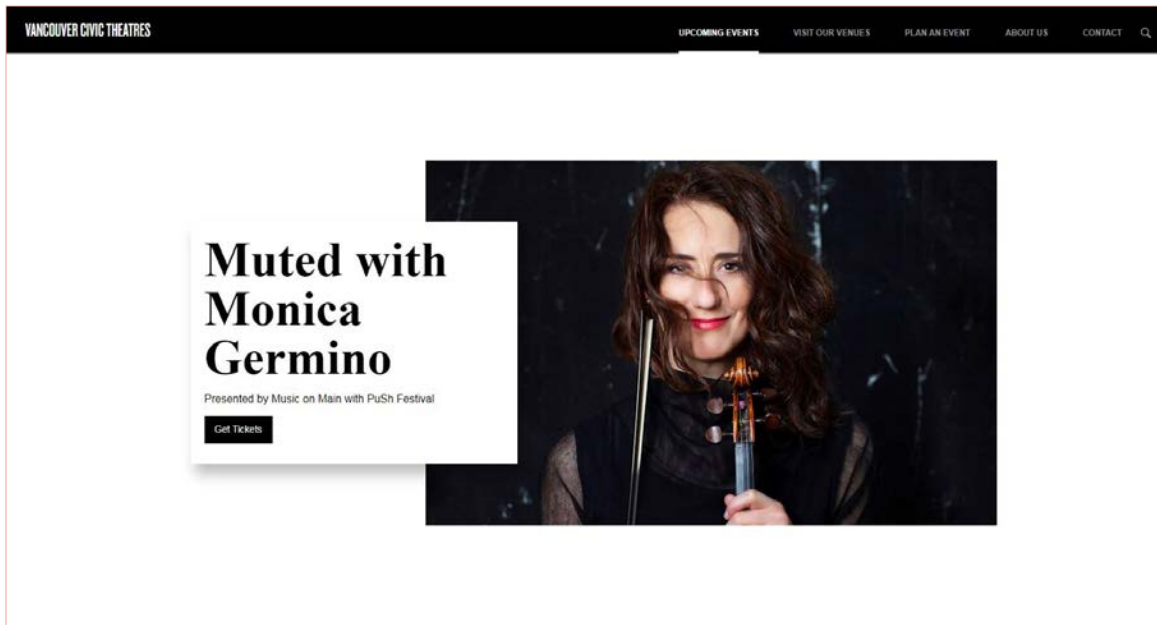 VANCOUVER CIVIC THEATRES
UPCOMING EVENTS
VISIT OUR VENUES
PLAN AN EVENT
ABOUT US
CONTACT
Muted with
Monica
Germino
Presented by Music on Main with PuSh Festival
Get Tickets